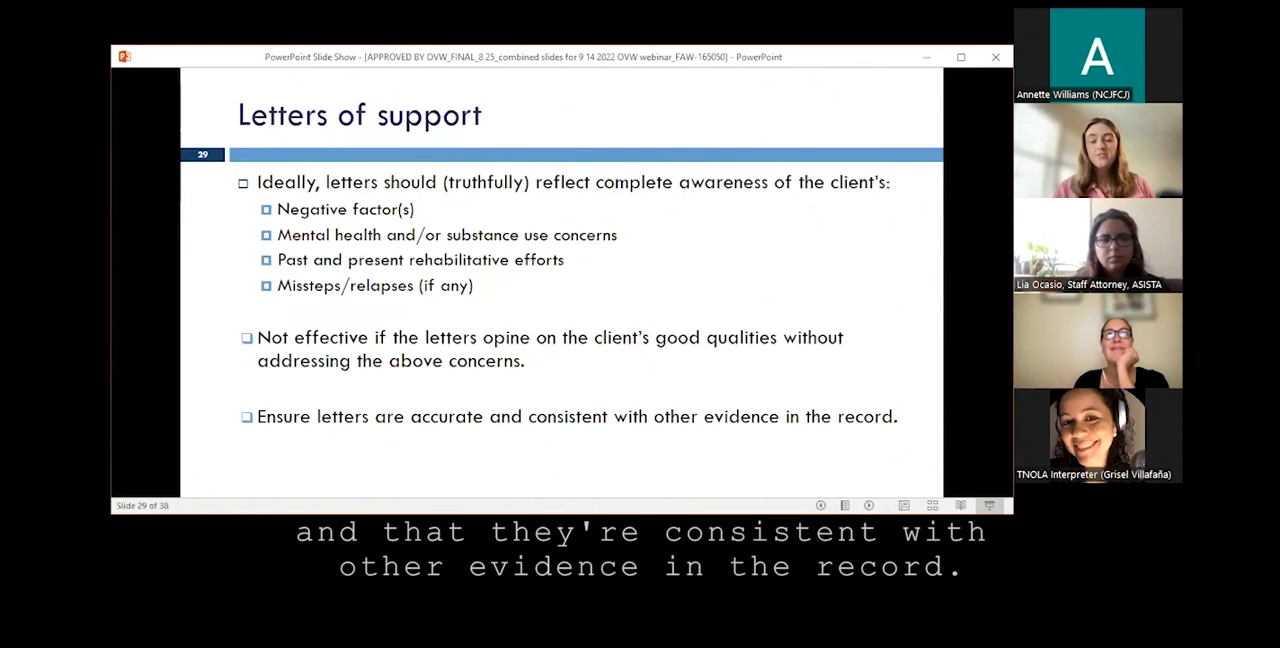 PowerPoint Slide Show - [APPROVED BY OVW_FINAL_8 25_combined slides for 9 14 2022 OVW webinar_FAW-165050] - PowerPoint
Letters of support
29
Ideally, letters should (truthfully) reflect complete awareness of the client's:
Negative factor(s)
Mental health and/or substance use concerns
Past and present rehabilitative efforts
Missteps/relapses (if any)
Not effective if the letters opine on the client's good qualities without
addressing the above concerns.
Ensure letters are accurate and consistent with other evidence in the record.
Slide 29 of 38
and that they're consistent with
other evidence in the record.
A
Annette Williams (NCJFCJ)
Lia Ocasio, Staff Attorney, ASISTA
TNOLA Interpreter (Grisel Villafaña)